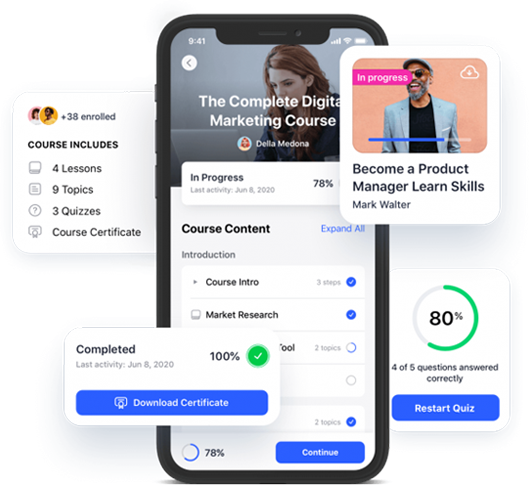 9:41
The Complete Digita
Marketing Course
Della Medona
In Progress
Last activity: Jun 8, 2020
78%
Course Content
Expand All
Introduction
Course Intro
3 steps
Market Research
Tool
2 topics
2 topics
78%
Continue
+38 enrolled
COURSE INCLUDES
4 Lessons
9 Topics
3 Quizzes
Course Certificate
In progress
Become a Product
Manager Learn Skills
Mark Walter
Completed
Last activity: Jun 8, 2020
100%
Download Certificate
80%
4 of 5 questions answered
correctly
Restart Quiz